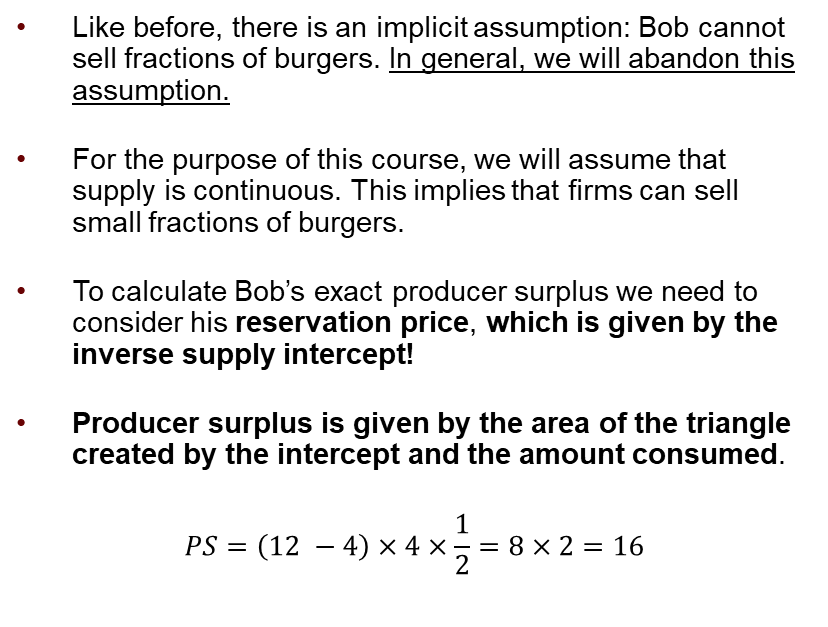 • Like before, there is an implicit assumption: Bob cannot
sell fractions of burgers. In general, we will abandon this
assumption.
• For the purpose of this course, we will assume that
supply is continuous. This implies that firms can sell
small fractions of burgers.
• To calculate Bob’s exact producer surplus we need to
consider his reservation price, which is given by the
inverse supply intercept!
• Producer surplus is given by the area of the triangle
created by the intercept and the amount consumed.
PS = (12 − 4) × 4 × 1/2 = 8 × 2 = 16